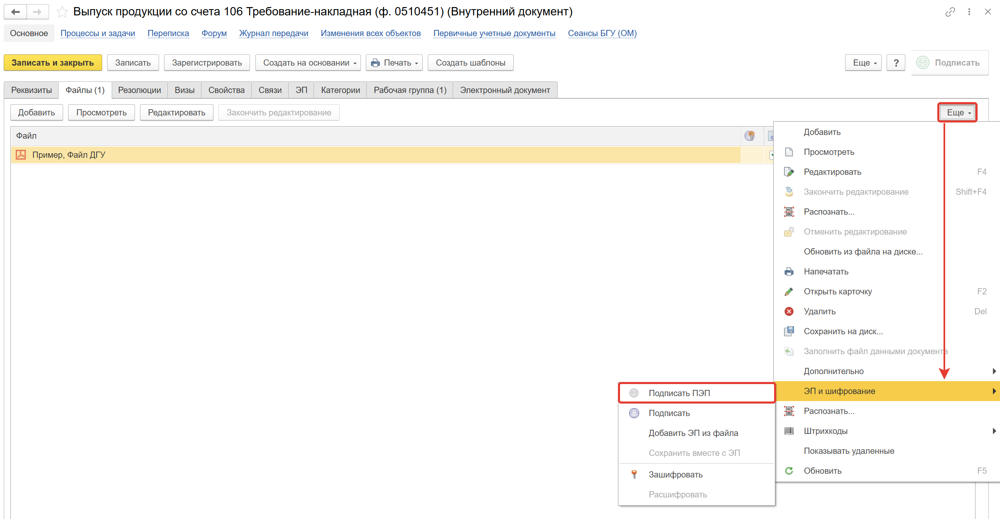 Выпуск продукции со счета 106 Требование-накладная (ф. 0510451) (Внутренний документ)
Основное Процессы и задачи Переписка Форум Журнал передачи Изменения всех объектов Первичные учетные документы Сеансы БГУ (ОМ)
Записать и закрыть Записать Зарегистрировать Создать на основании Печать Создать шаблоны Еще ? Подписать
Реквизиты Файлы (1) Резолюции Визы Свойства Связи ЭП Категории Рабочая группа (1) Электронный документ
Добавить Просмотреть Редактировать Закончить редактирование Еще
Файл
Пример, Файл ДГУ
Добавить
Просмотреть
Редактировать F4
Закончить редактирование Shift+F4
Распознать...
Отменить редактирование
Обновить из файла на диске...
Напечатать
Открыть карточку F2
Удалить Del
Сохранить на диск...
Заполнить файл данными документа
Дополнительно
ЭП и шифрование
Распознать...
Штрихкоды
Показывать удаленные
Обновить F5
Подписать ПЭП
Подписать
Добавить ЭП из файла
Сохранить вместе с ЭП
Зашифровать
Расшифровать